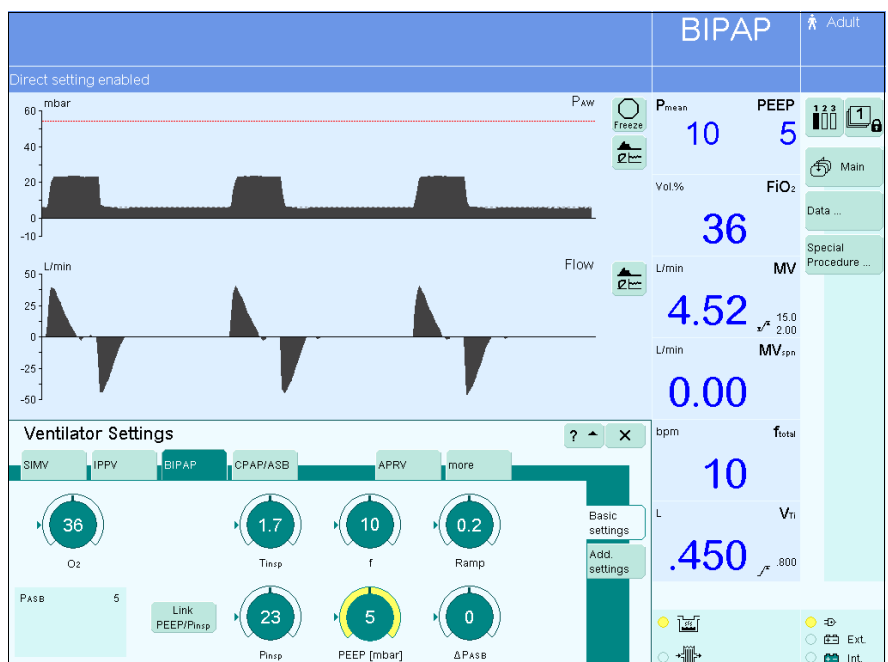 BIPAP
Adult
Direct setting enabled
mbar
PAW
60
40
20
0
-10
Freeze
L/min
Flow
50
25
0
-25
-50
Pmean
PEEP
10
5
Vol.%
FiO2
36
L/min
MV
4.52
15.0
2.00
L/min
MVspn
0.00
bpm
ftotal
10
L
VTi
.450
.800
1 2 3
1
Main
Data ...
Special
Procedure ...
Ventilator Settings
?
SIMV
IPPV
BIPAP
CPAP/ASB
APRV
more
36
1.7
10
0.2
O2
Tinsp
f
Ramp
Basic
settings
Add.
settings
PASB 5
Link
PEEP/Pinsp
23
5
0
Pinsp
PEEP [mbar]
ΔPASB
Ext.
Int.